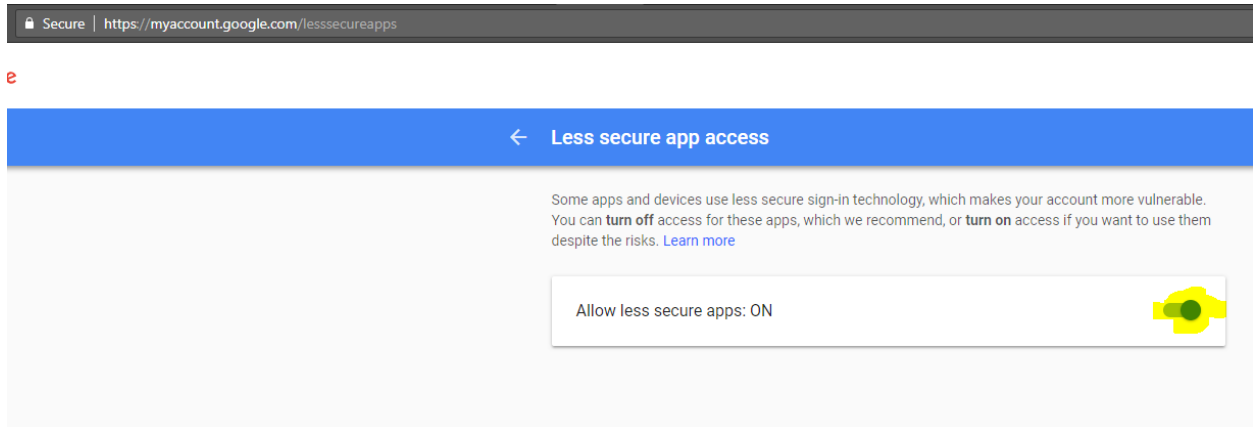 Secure | https://myaccount.google.com/lesssecureapps
e
Less secure app access
Some apps and devices use less secure sign-in technology, which makes your account more vulnerable.
You can turn off access for these apps, which we recommend, or turn on access if you want to use them
despite the risks. Learn more
Allow less secure apps: ON